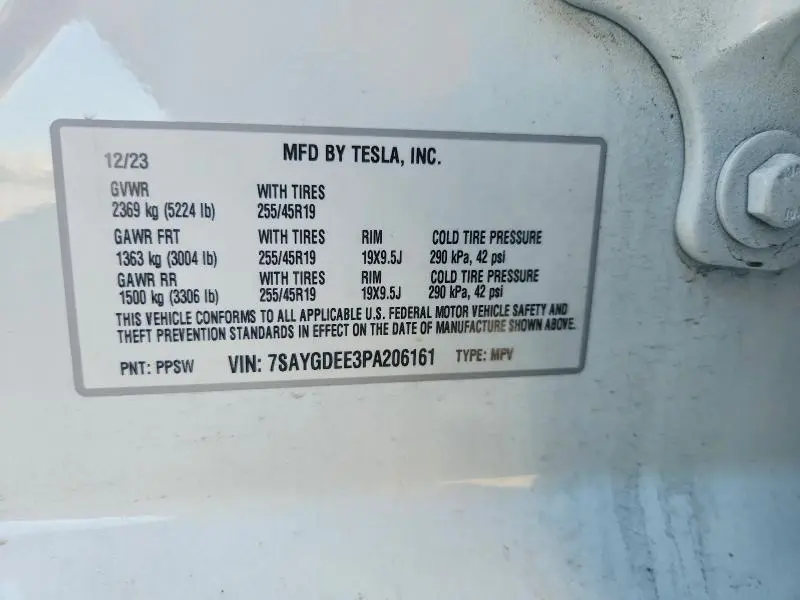 12/23 MFD BY TESLA, INC.
GVWR WITH TIRES
2369 kg (5224 lb) 255/45R19
GAWR FRT WITH TIRES RIM COLD TIRE PRESSURE
1363 kg (3004 lb) 255/45R19 19X9.5J 290 kPa, 42 psi
GAWR RR WITH TIRES RIM COLD TIRE PRESSURE
1500 kg (3306 lb) 255/45R19 19X9.5J 290 kPa, 42 psi
THIS VEHICLE CONFORMS TO ALL APPLICABLE U.S. FEDERAL MOTOR VEHICLE SAFETY AND
THEFT PREVENTION STANDARDS IN EFFECT ON THE DATE OF MANUFACTURE SHOWN ABOVE.
PNT: PPSW VIN: 7SAYGDEE3PA206161 TYPE: MPV